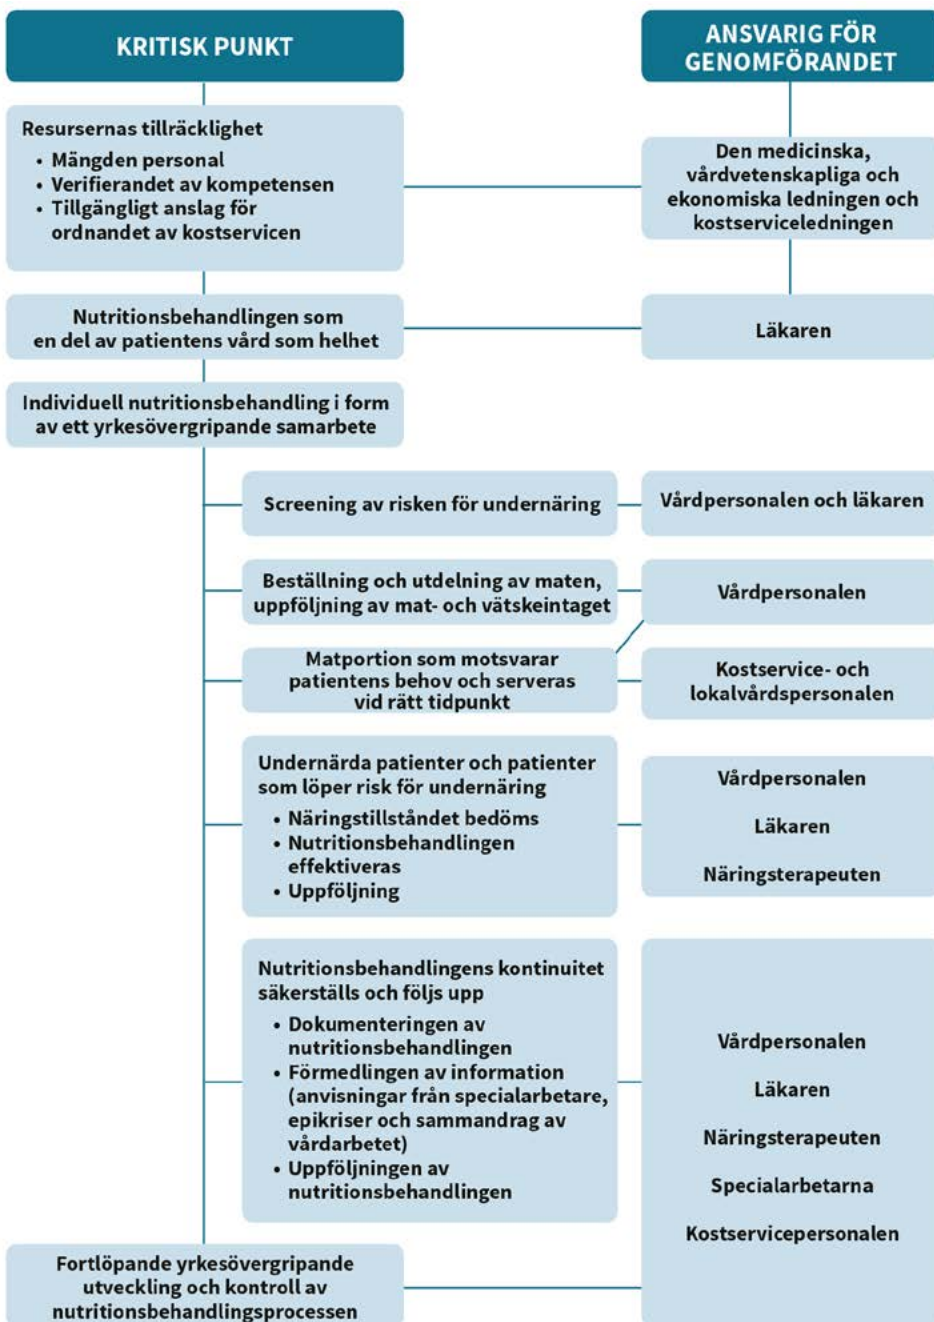 KRITISK PUNKT
ANSVARIG FÖR
GENOMFÖRANDET
Resursernas tillräcklighet
• Mängden personal
• Verifierandet av kompetensen
• Tillgängligt anslag för
ordnandet av kostservicen
Den medicinska,
vårdvetenskapliga och
ekonomiska ledningen och
kostserviceledningen
Nutritionsbehandlingen som
en del av patientens vård som helhet
Läkaren
Individuell nutritionsbehandling i form
av ett yrkesövergripande samarbete
Screening av risken för undernäring
Vårdpersonalen och läkaren
Beställning och utdelning av maten,
uppföljning av mat- och vätskeintaget
Vårdpersonalen
Matportion som motsvarar
patientens behov och serveras
vid rätt tidpunkt
Kostservice- och
lokalvårdspersonalen
Undernärda patienter och patienter
som löper risk för undernäring
• Näringstillståndet bedöms
• Nutritionsbehandlingen
effektiveras
• Uppföljning
Vårdpersonalen
Läkaren
Näringsterapeuten
Nutritionsbehandlingens kontinuitet
säkerställs och följs upp
• Dokumenteringen av
nutritionsbehandlingen
• Förmedlingen av information
(anvisningar från specialarbetare,
epikriser och sammandrag av
vårdarbetet)
• Uppföljningen av
nutritionsbehandlingen
Vårdpersonalen
Läkaren
Näringsterapeuten
Specialarbetarna
Kostservicepersonalen
Fortlöpande yrkesövergripande
utveckling och kontroll av
nutritionsbehandlingsprocessen